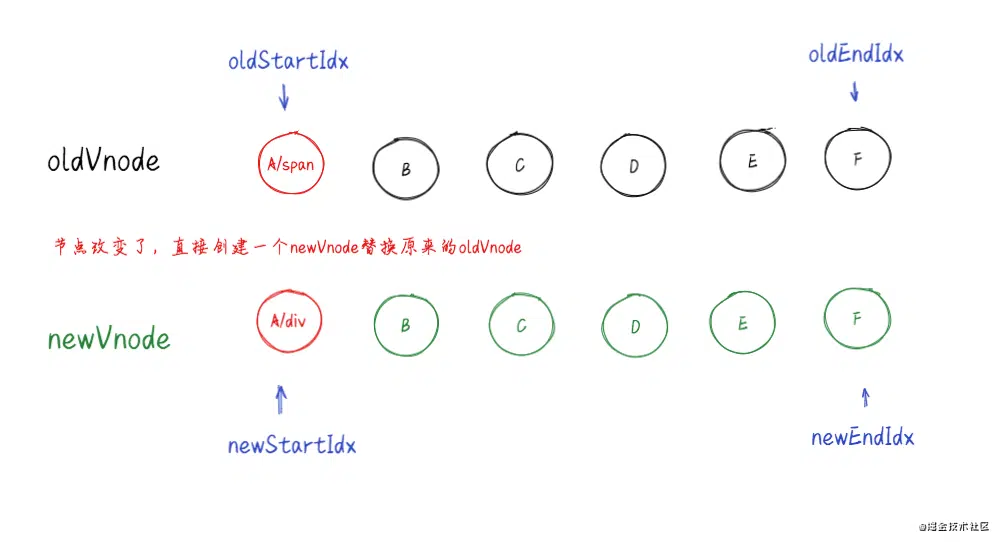 oldStartIdx
oldEndIdx
oldVnode
A/span
B
C
D
E
F
节点改变了，直接创建一个newVnode替换原来的oldVnode
newVnode
A/div
B
C
D
E
F
newStartIdx
newEndIdx
@掘金技术社区